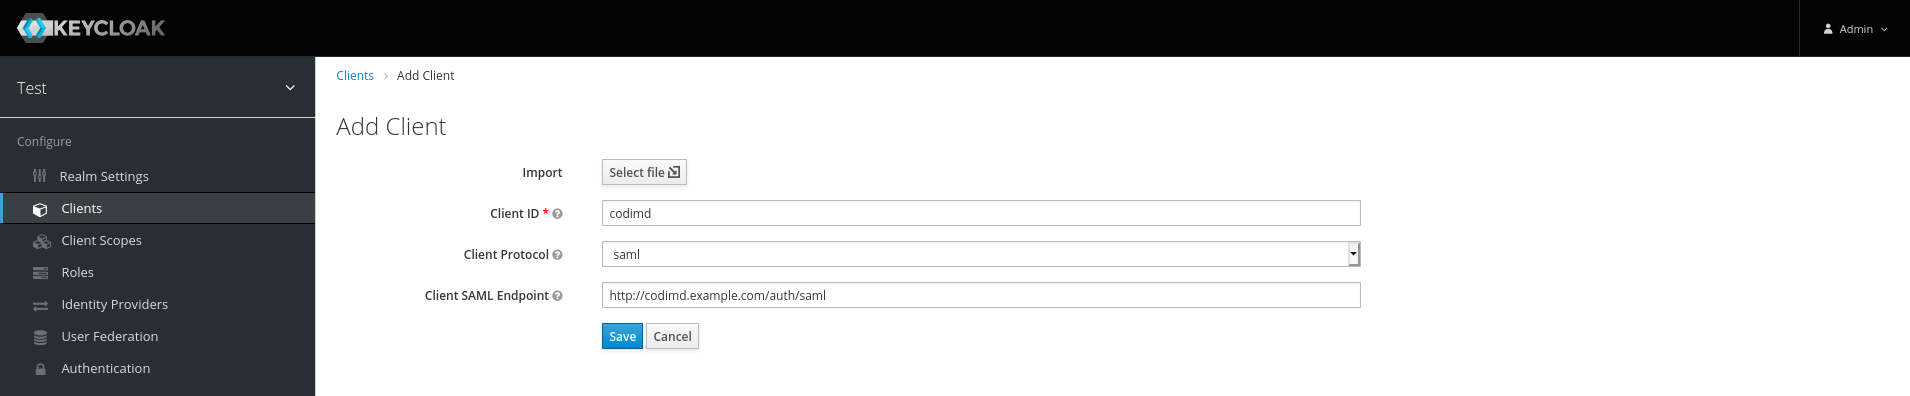 KEYCLOAK
Admin
Test
Configure
Realm Settings
Clients
Client Scopes
Roles
Identity Providers
User Federation
Authentication
Clients > Add Client
Add Client
Import Select file
Client ID * codimd
Client Protocol saml
Client SAML Endpoint http://codimd.example.com/auth/saml
Save Cancel